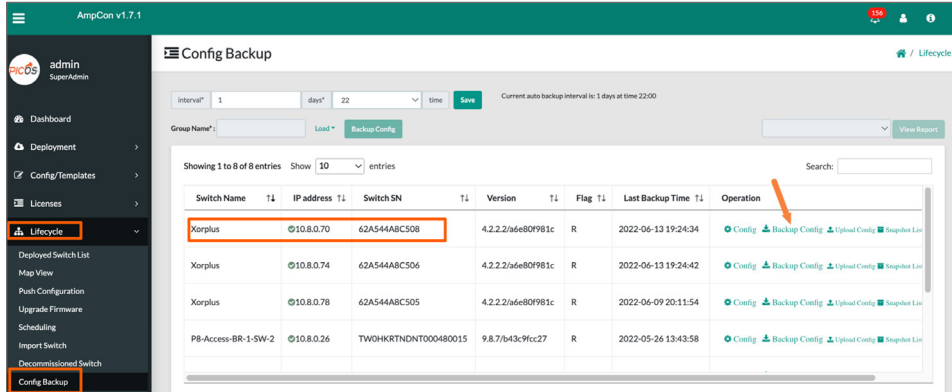 AmpCon v1.7.1
156
PICOS
admin
SuperAdmin
Dashboard
Deployment
Config/Templates
Licenses
Lifecycle
Deployed Switch List
Map View
Push Configuration
Upgrade Firmware
Scheduling
Import Switch
Decommissioned Switch
Config Backup
Config Backup
/ Lifecycle
interval* 1 days* 22 time Save Current auto backup interval is: 1 days at time 22:00
Group Name*: Load Backup Config View Report
Showing 1 to 8 of 8 entries Show 10 entries Search:
Switch Name IP address Switch SN Version Flag Last Backup Time Operation
Xorplus 10.8.0.70 62A544A8C508 4.2.2.2/a6e80f981c R 2022-06-13 19:24:34 Config Backup Config Upload Config Snapshot List
Xorplus 10.8.0.74 62A544A8C506 4.2.2.2/a6e80f981c R 2022-06-13 19:24:42 Config Backup Config Upload Config Snapshot List
Xorplus 10.8.0.78 62A544A8C505 4.2.2.2/a6e80f981c R 2022-06-09 20:11:54 Config Backup Config Upload Config Snapshot List
P8-Access-BR-1-SW-2 10.8.0.26 TW0HKRTNDNT000480015 9.8.7/b43c9fcc27 R 2022-05-26 13:43:58 Config Backup Config Upload Config Snapshot List